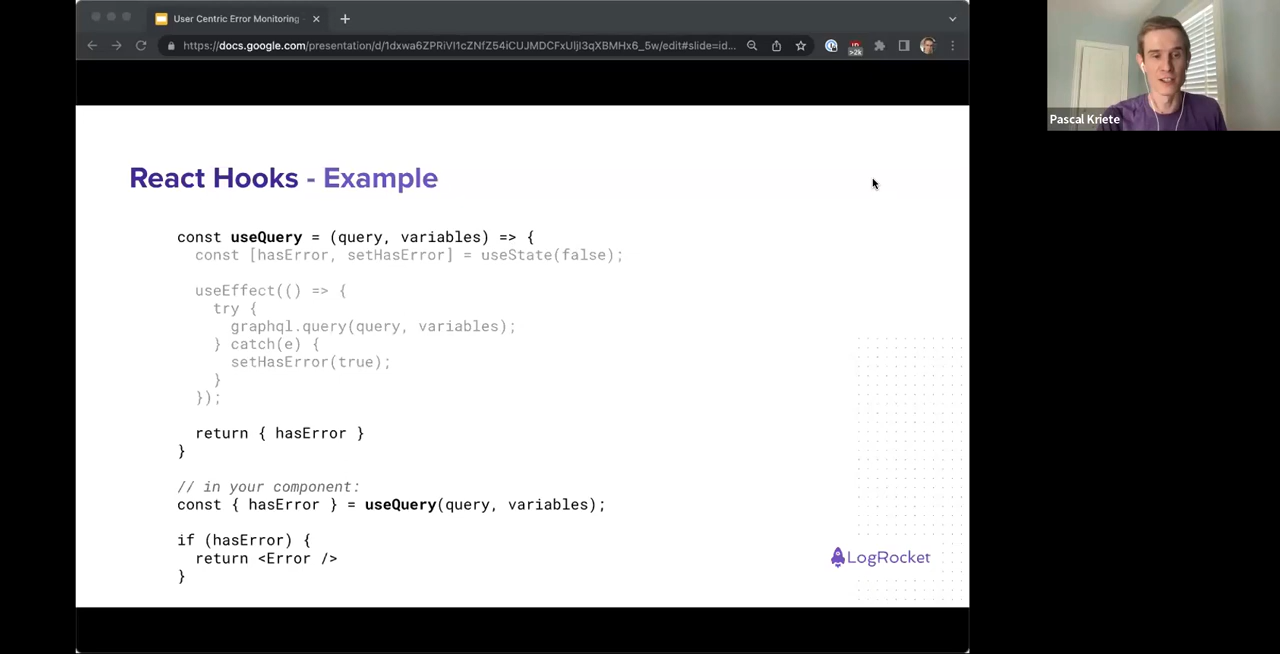 User Centric Error Monitoring
https://docs.google.com/presentation/d/1dxwa6ZPRiVI1cZNfZ54iCUJMDCFxUljI3qXBMHx6_5w/edit#slide=id...
>2k
Pascal Kriete
React Hooks - Example
const useQuery = (query, variables) => {
const [hasError, setHasError] = useState(false);
useEffect(() => {
try {
graphql.query(query, variables);
} catch(e) {
setHasError(true);
}
});
return { hasError }
}
// in your component:
const { hasError } = useQuery(query, variables);
if (hasError) {
return <Error />
}
LogRocket